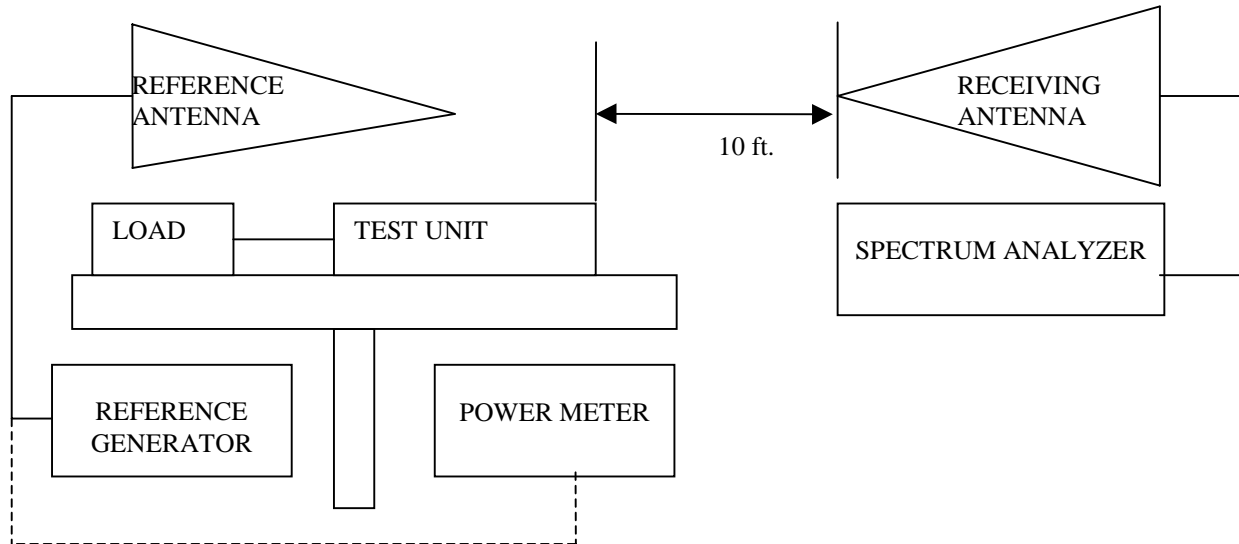 REFERENCE
ANTENNA
RECEIVING
ANTENNA
10 ft.
LOAD
TEST UNIT
SPECTRUM ANALYZER
REFERENCE
GENERATOR
POWER METER